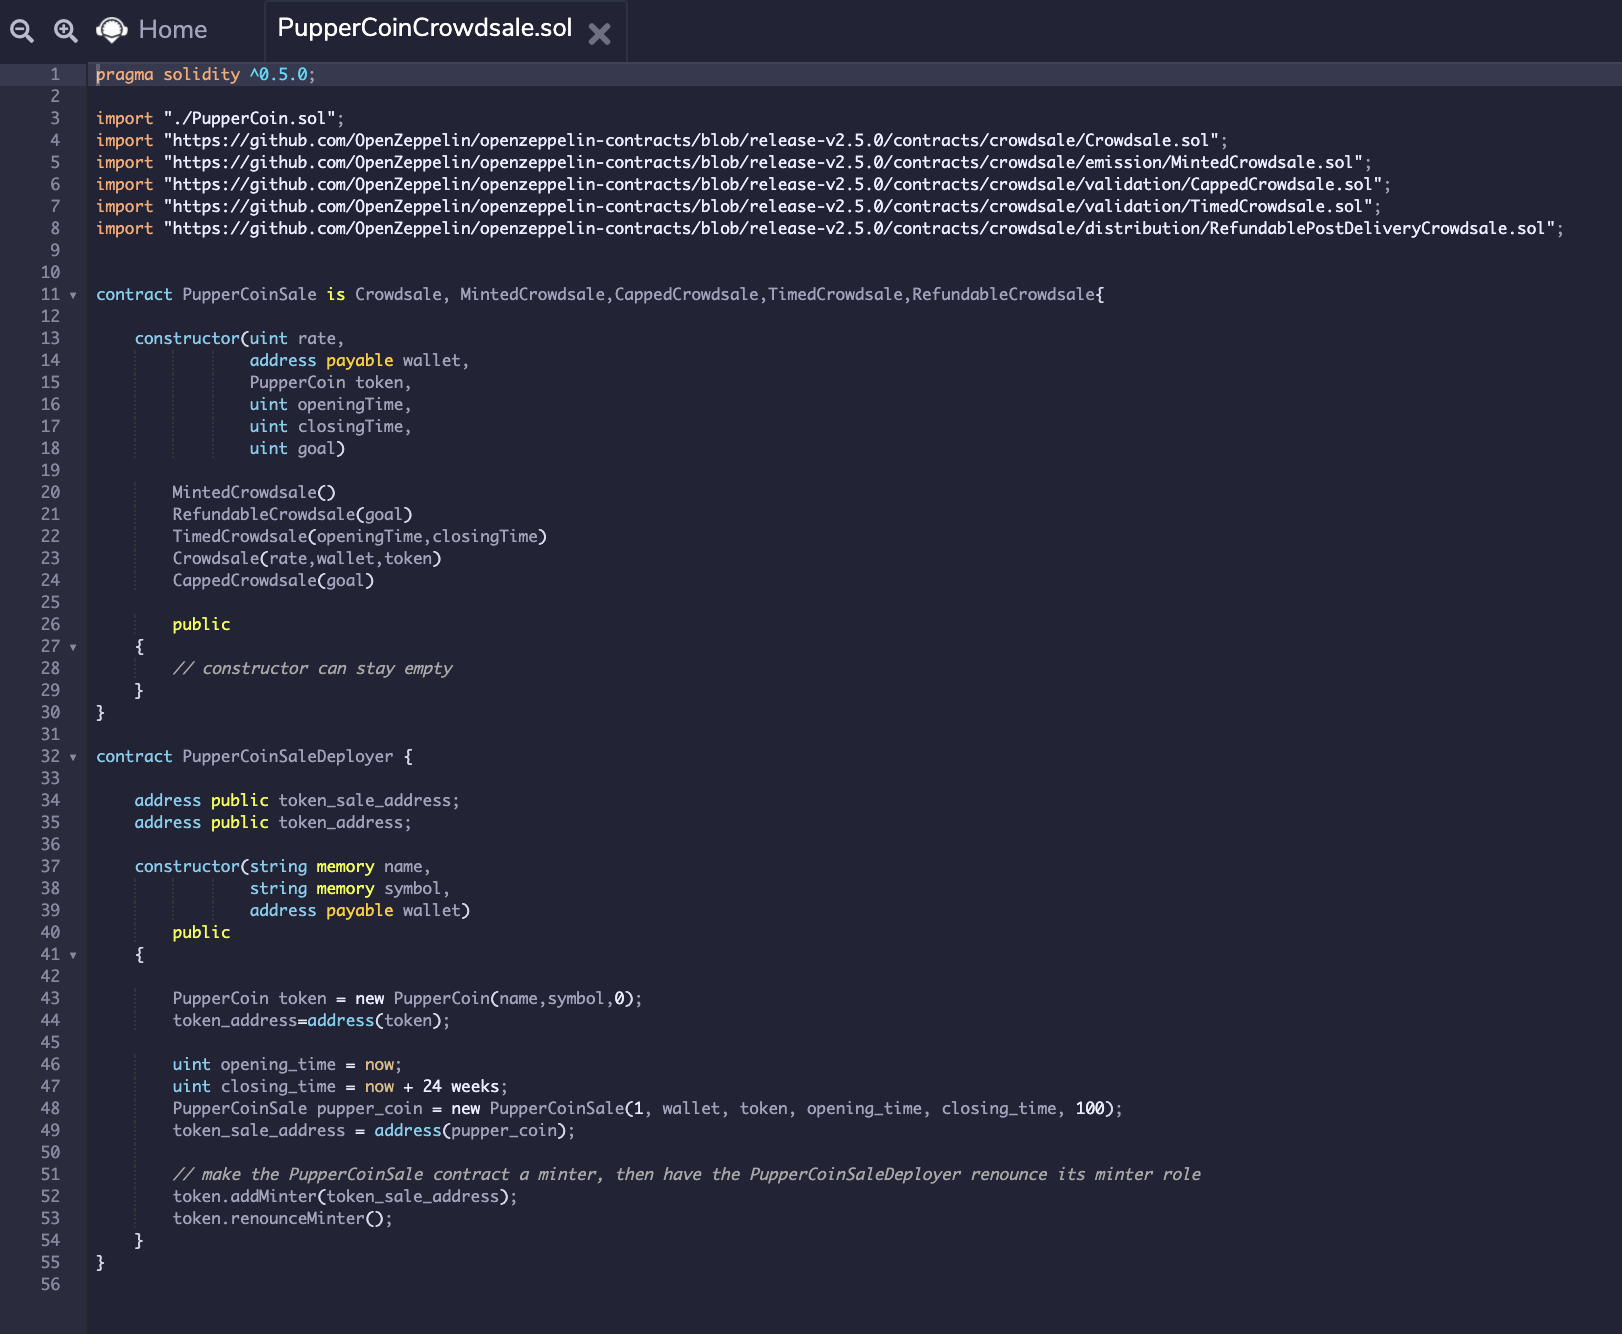 Home
PupperCoinCrowdsale.sol
1 pragma solidity ^0.5.0;
2
3 import "./PupperCoin.sol";
4 import "https://github.com/OpenZeppelin/openzeppelin-contracts/blob/release-v2.5.0/contracts/crowdsale/Crowdsale.sol";
5 import "https://github.com/OpenZeppelin/openzeppelin-contracts/blob/release-v2.5.0/contracts/crowdsale/emission/MintedCrowdsale.sol";
6 import "https://github.com/OpenZeppelin/openzeppelin-contracts/blob/release-v2.5.0/contracts/crowdsale/validation/CappedCrowdsale.sol";
7 import "https://github.com/OpenZeppelin/openzeppelin-contracts/blob/release-v2.5.0/contracts/crowdsale/validation/TimedCrowdsale.sol";
8 import "https://github.com/OpenZeppelin/openzeppelin-contracts/blob/release-v2.5.0/contracts/crowdsale/distribution/RefundablePostDeliveryCrowdsale.sol";
9
10
11 contract PupperCoinSale is Crowdsale, MintedCrowdsale,CappedCrowdsale,TimedCrowdsale,RefundableCrowdsale{
12
13     constructor(uint rate,
14                 address payable wallet,
15                 PupperCoin token,
16                 uint openingTime,
17                 uint closingTime,
18                 uint goal)
19
20         MintedCrowdsale()
21         RefundableCrowdsale(goal)
22         TimedCrowdsale(openingTime,closingTime)
23         Crowdsale(rate,wallet,token)
24         CappedCrowdsale(goal)
25
26         public
27     {
28         // constructor can stay empty
29     }
30 }
31
32 contract PupperCoinSaleDeployer {
33
34     address public token_sale_address;
35     address public token_address;
36
37     constructor(string memory name,
38                 string memory symbol,
39                 address payable wallet)
40         public
41     {
42
43         PupperCoin token = new PupperCoin(name,symbol,0);
44         token_address=address(token);
45
46         uint opening_time = now;
47         uint closing_time = now + 24 weeks;
48         PupperCoinSale pupper_coin = new PupperCoinSale(1, wallet, token, opening_time, closing_time, 100);
49         token_sale_address = address(pupper_coin);
50
51         // make the PupperCoinSale contract a minter, then have the PupperCoinSaleDeployer renounce its minter role
52         token.addMinter(token_sale_address);
53         token.renounceMinter();
54     }
55 }
56